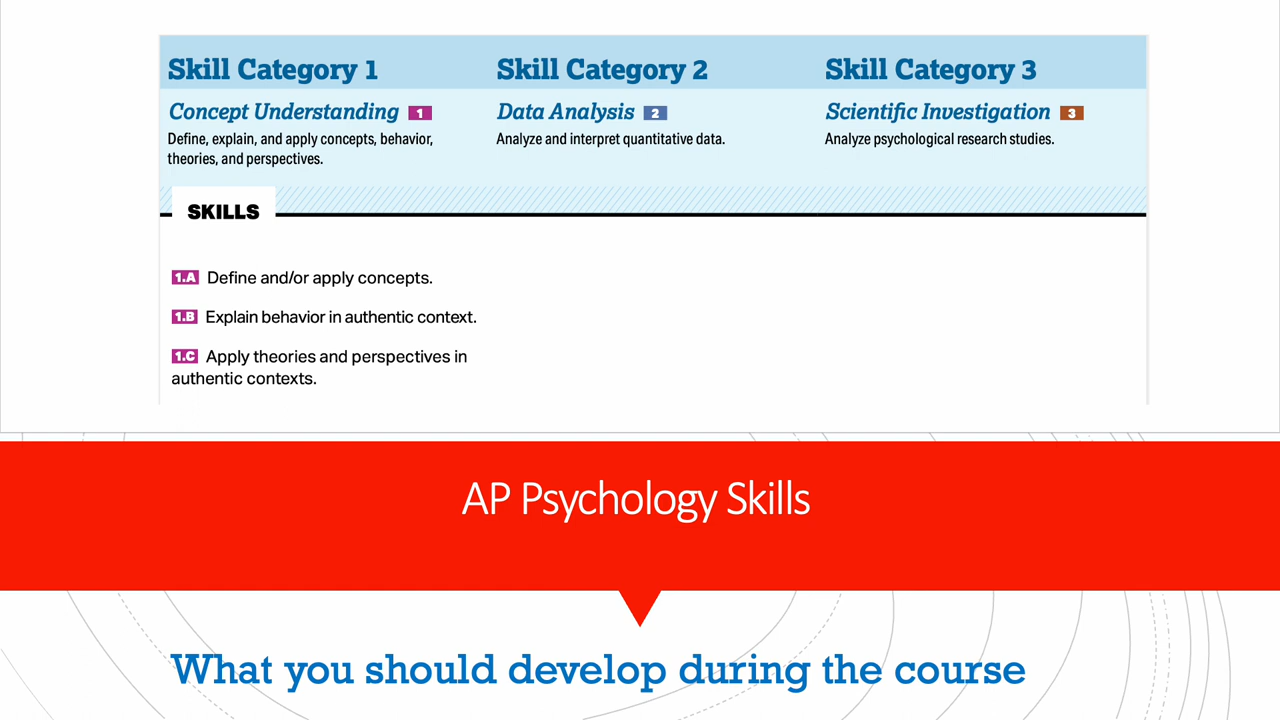 Skill Category 1
Skill Category 2
Skill Category 3
Concept Understanding 1
Define, explain, and apply concepts, behavior,
theories, and perspectives.
Data Analysis 2
Analyze and interpret quantitative data.
Scientific Investigation 3
Analyze psychological research studies.
SKILLS
1.A Define and/or apply concepts.
1.B Explain behavior in authentic context.
1.C Apply theories and perspectives in
authentic contexts.
AP Psychology Skills
What you should develop during the course